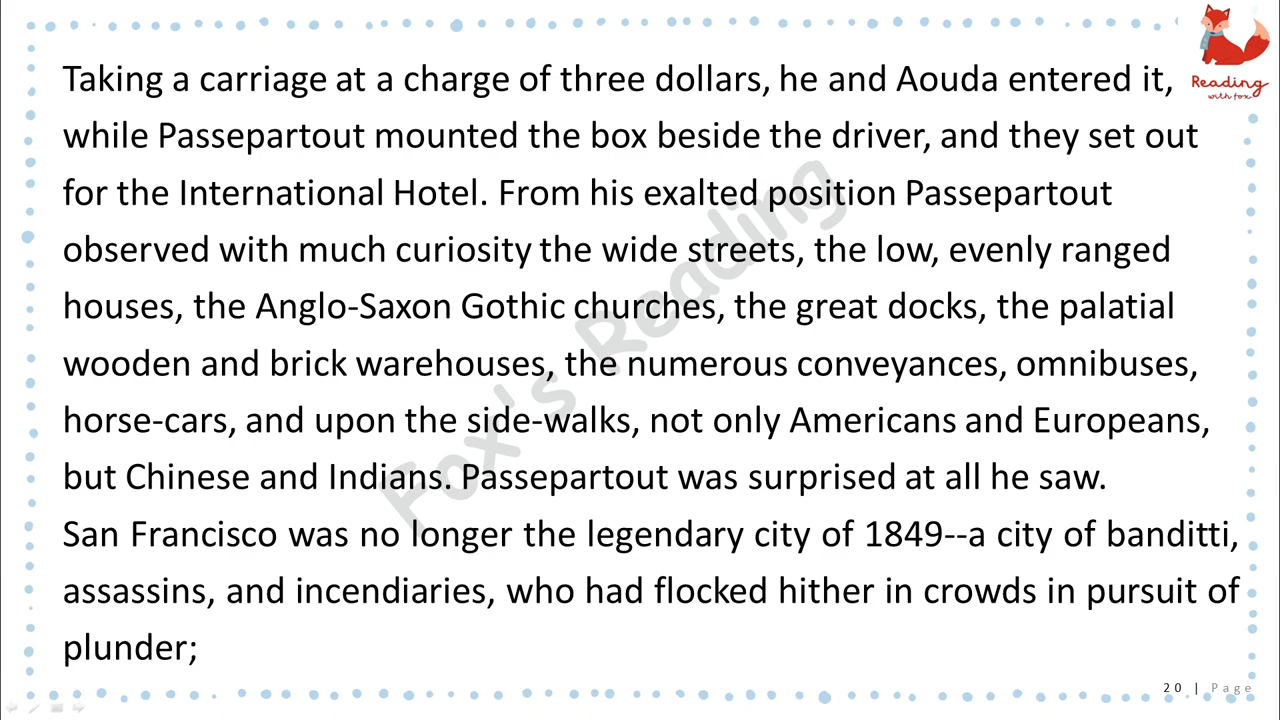 Taking a carriage at a charge of three dollars, he and Aouda entered it,
while Passepartout mounted the box beside the driver, and they set out
for the International Hotel. From his exalted position Passepartout
observed with much curiosity the wide streets, the low, evenly ranged
houses, the Anglo-Saxon Gothic churches, the great docks, the palatial
wooden and brick warehouses, the numerous conveyances, omnibuses,
horse-cars, and upon the side-walks, not only Americans and Europeans,
but Chinese and Indians. Passepartout was surprised at all he saw.
San Francisco was no longer the legendary city of 1849--a city of banditti,
assassins, and incendiaries, who had flocked hither in crowds in pursuit of
plunder;
Reading
with fox
Fox's Reading
20 | Page